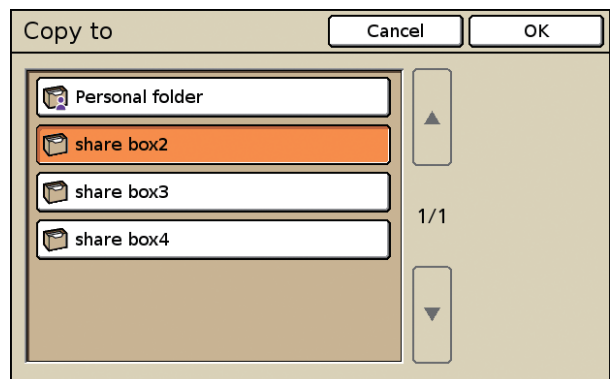 Copy to
Cancel
OK
Personal folder
share box2
share box3
share box4
1/1